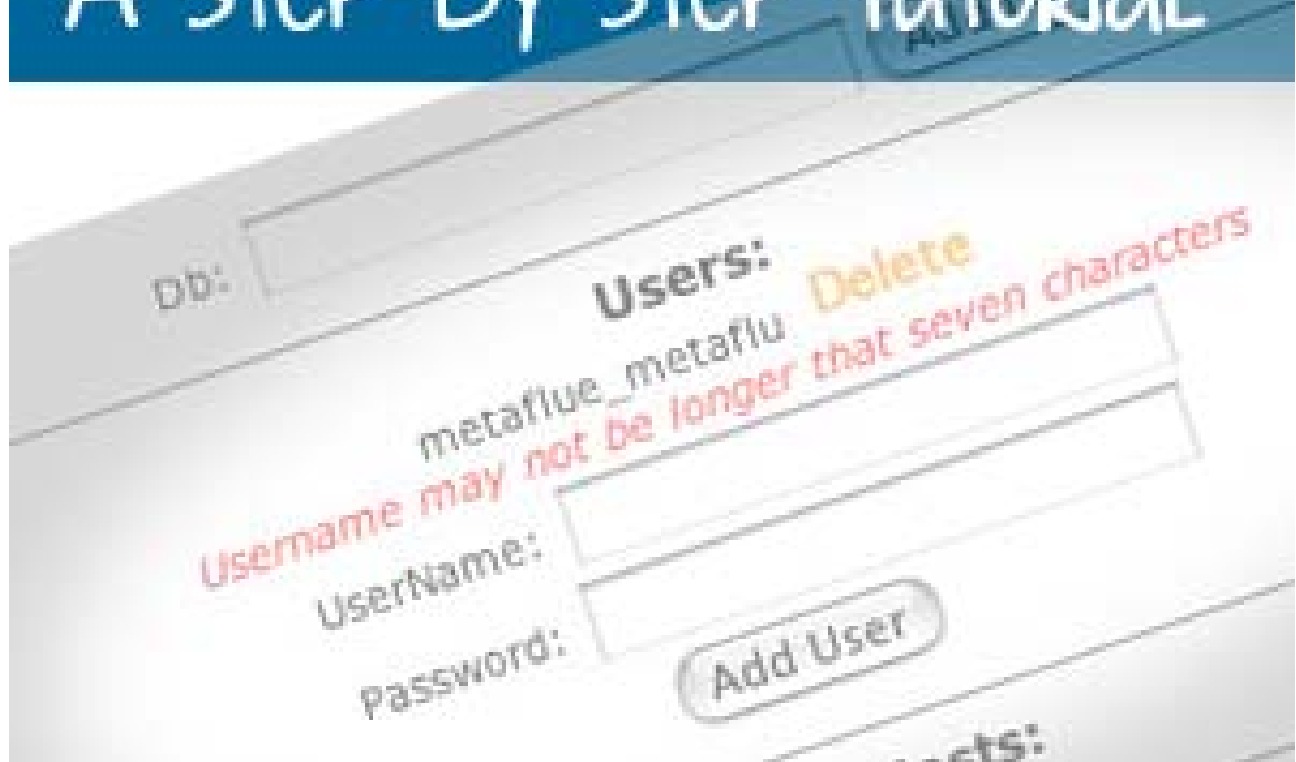 A Step By Step Tutorial
Db:
Users:
metaflue_metaflu Delete
Username may not be longer that seven characters
UserName:
Password:
Add User